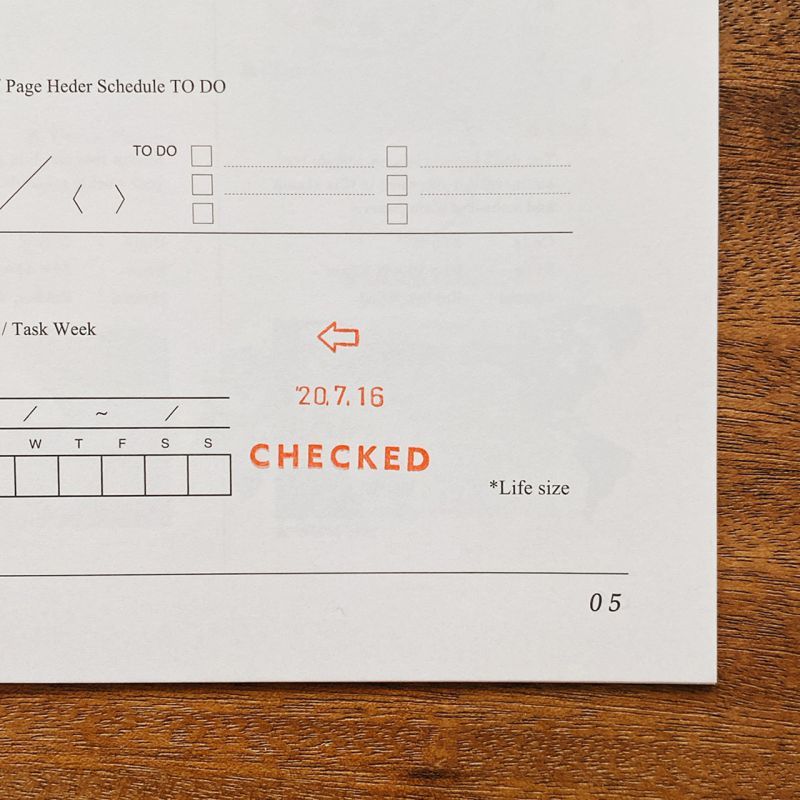 / Page Heder Schedule TO DO
TO DO
/ 〈 〉
/ Task Week
'20.7.16
/ ~ /
W T F S S
CHECKED
*Life size
05